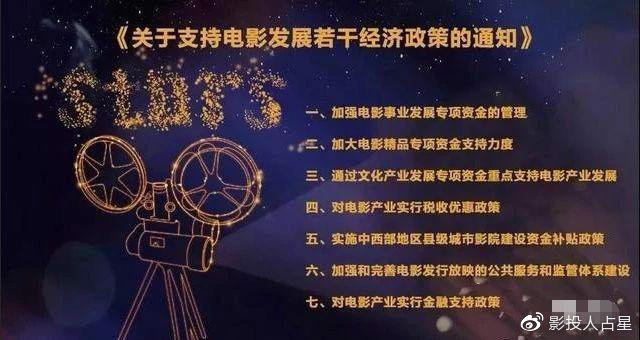 《关于支持电影发展若干经济政策的通知》
stars
一、加强电影事业发展专项资金的管理
二、加大电影精品专项资金支持力度
三、通过文化产业发展专项资金重点支持电影产业发展
四、对电影产业实行税收优惠政策
五、实施中西部地区县级城市影院建设资金补贴政策
六、加强和完善电影发行放映的公共服务和监管体系建设
七、对电影产业实行金融支持政策
影投人占星